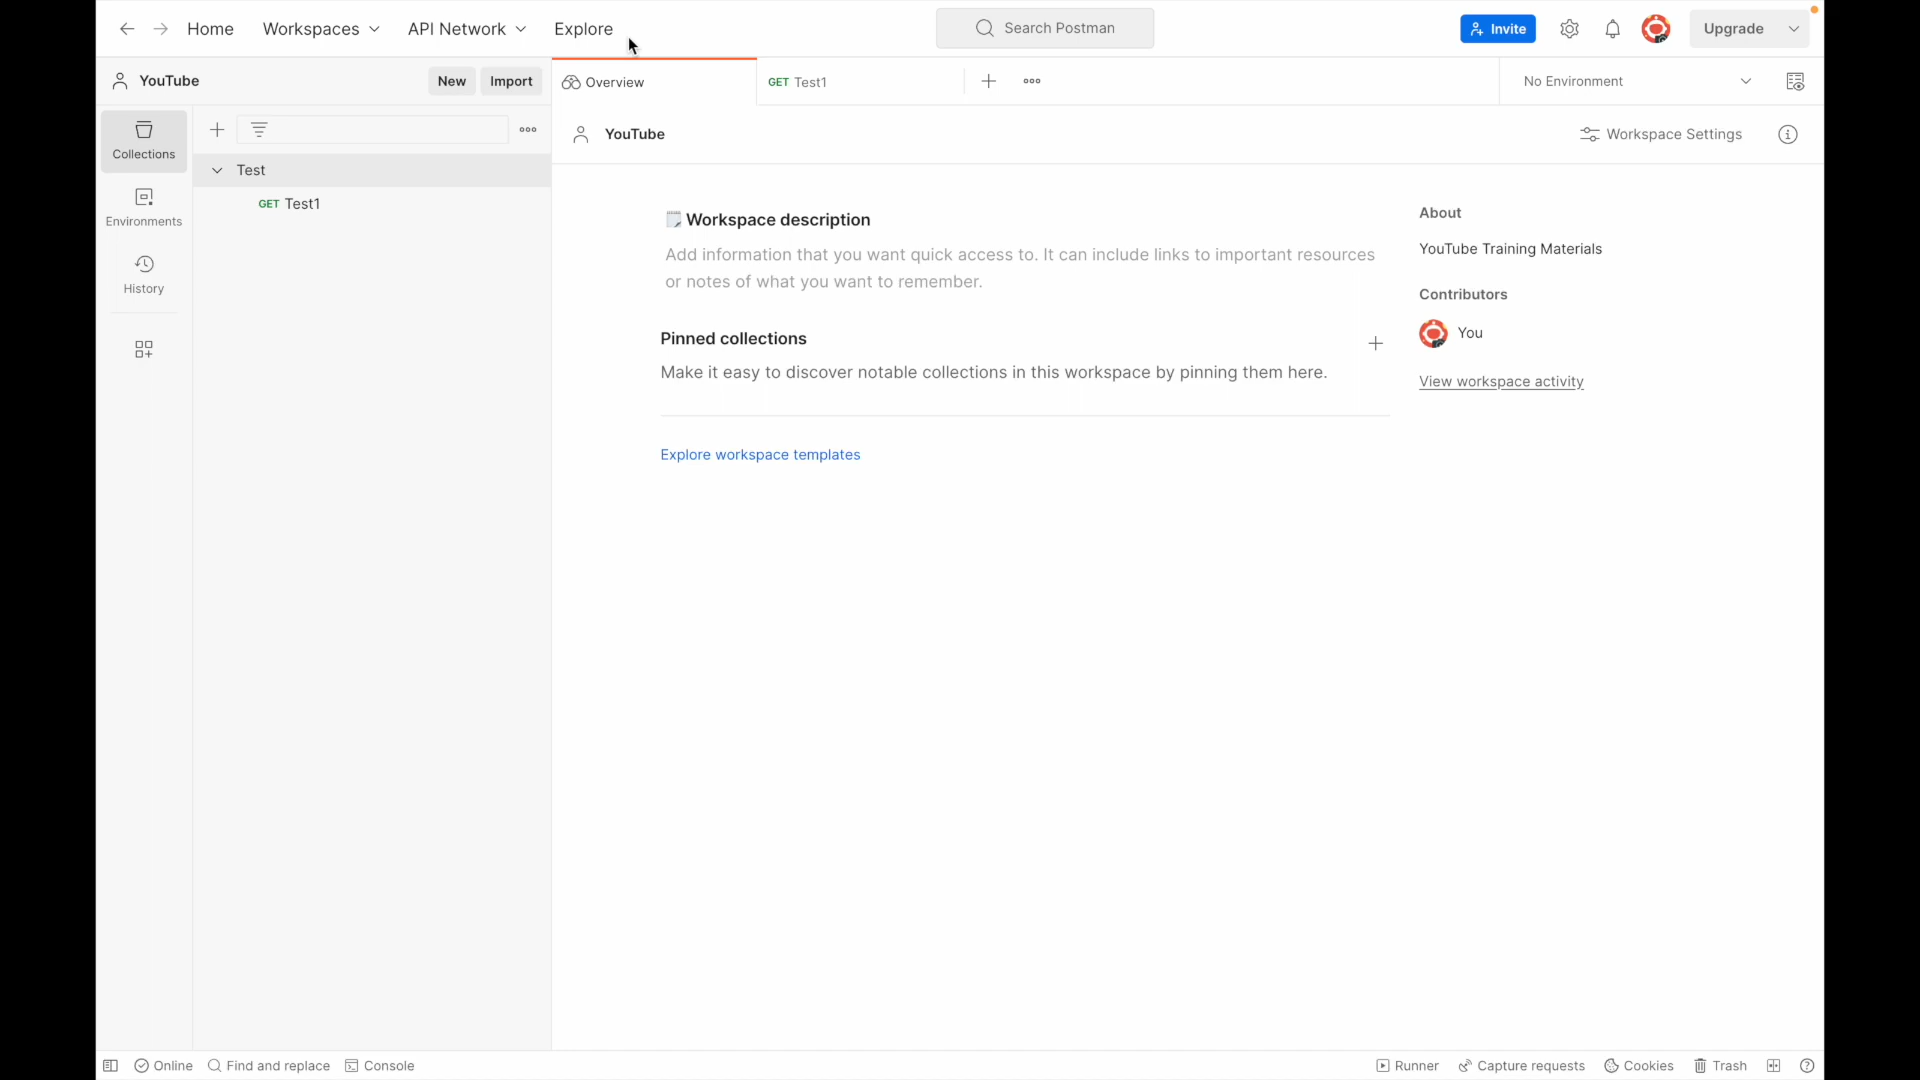 Home Workspaces API Network Explore Search Postman Invite Upgrade
YouTube New Import Overview GET Test1 No Environment
Collections
Test
GET Test1
Environments
History
YouTube Workspace Settings
Workspace description
Add information that you want quick access to. It can include links to important resources
or notes of what you want to remember.
Pinned collections
Make it easy to discover notable collections in this workspace by pinning them here.
Explore workspace templates
About
YouTube Training Materials
Contributors
You
View workspace activity
Online Find and replace Console Runner Capture requests Cookies Trash